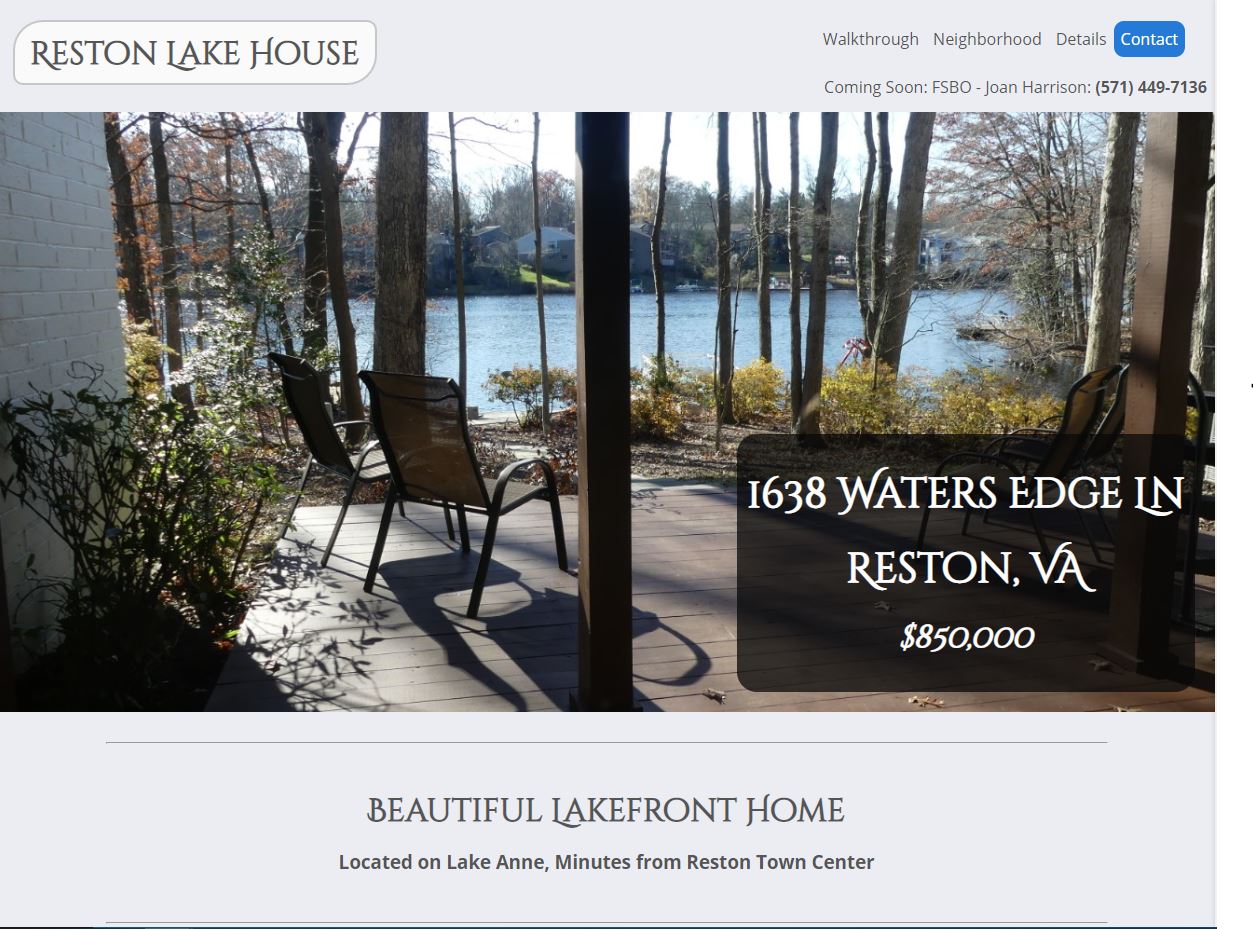 Reston Lake House
Walkthrough Neighborhood Details Contact
Coming Soon: FSBO - Joan Harrison: (571) 449-7136
1638 Waters Edge Ln
Reston, VA
$850,000
Beautiful Lakefront Home
Located on Lake Anne, Minutes from Reston Town Center